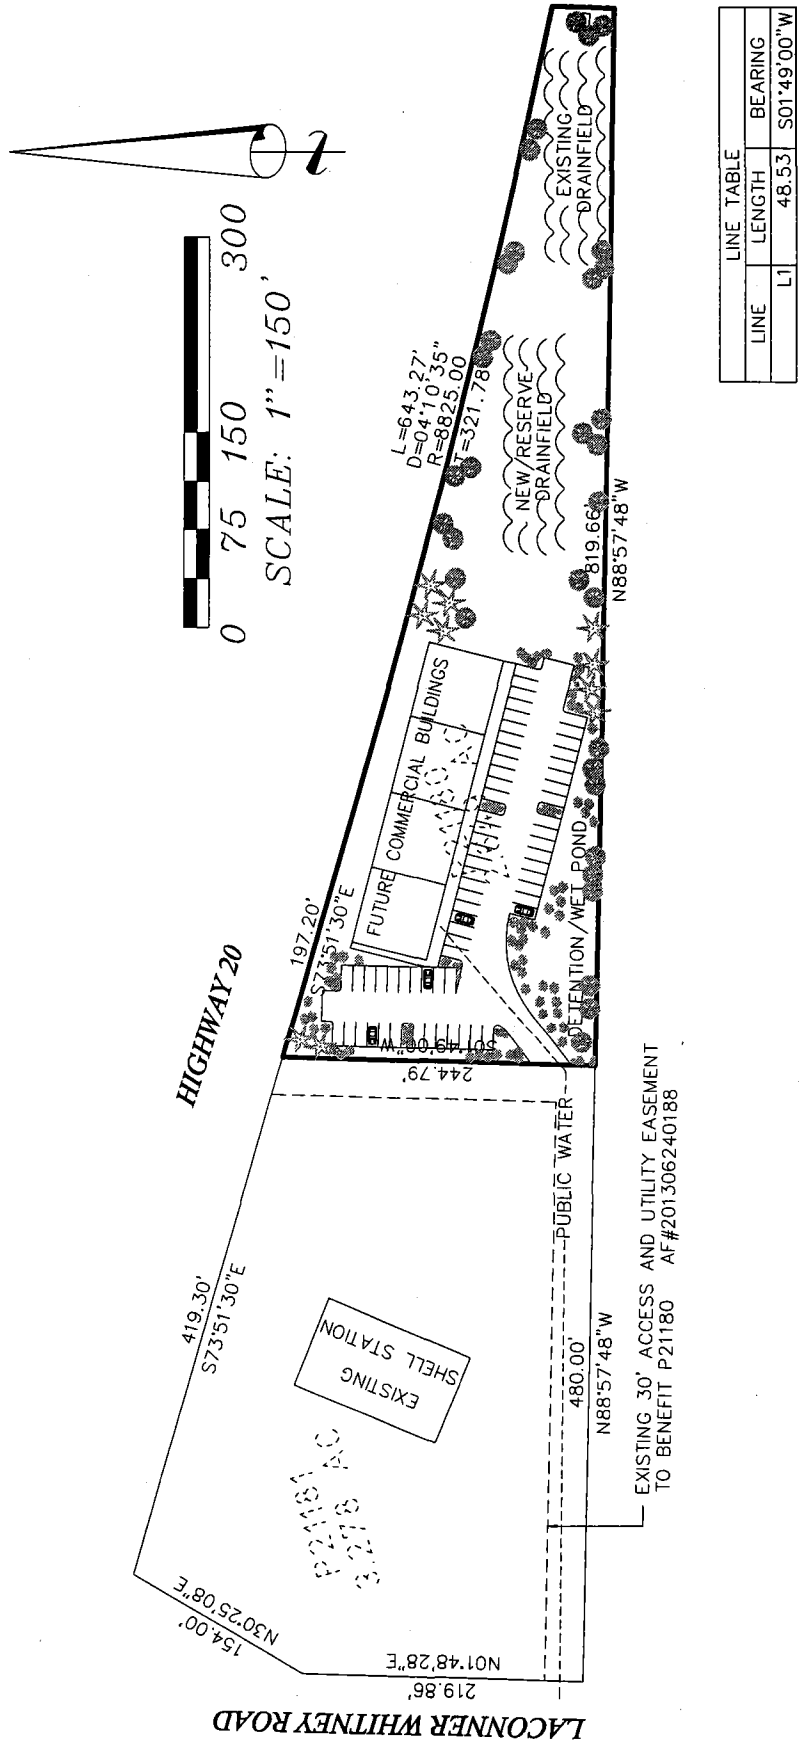 LINE TABLE
LINE LENGTH BEARING
L1 48.53 S01°49'00"W
0 75 150 300
SCALE: 1"=150'
HIGHWAY 20
419.30'
S73°51'30"E
197.20'
S73°51'30"E
L=643.27'
D=04°10'35"
R=8825.00
T=321.78
EXISTING
DRAINFIELD
NEW/RESERVE
DRAINFIELD
819.66'
N88°57'48"W
FUTURE COMMERCIAL BUILDINGS
DETENTION/WET POND
S01°49'00"W
244.79'
PUBLIC WATER
EXISTING
SHELL STATION
P21181
3.278 AC
154.00'
N30°25'08"E
N01°48'28"E
219.86'
LACONNER WHITNEY ROAD
480.00'
N88°57'48"W
EXISTING 30' ACCESS AND UTILITY EASEMENT
TO BENEFIT P21180 AF#201306240188